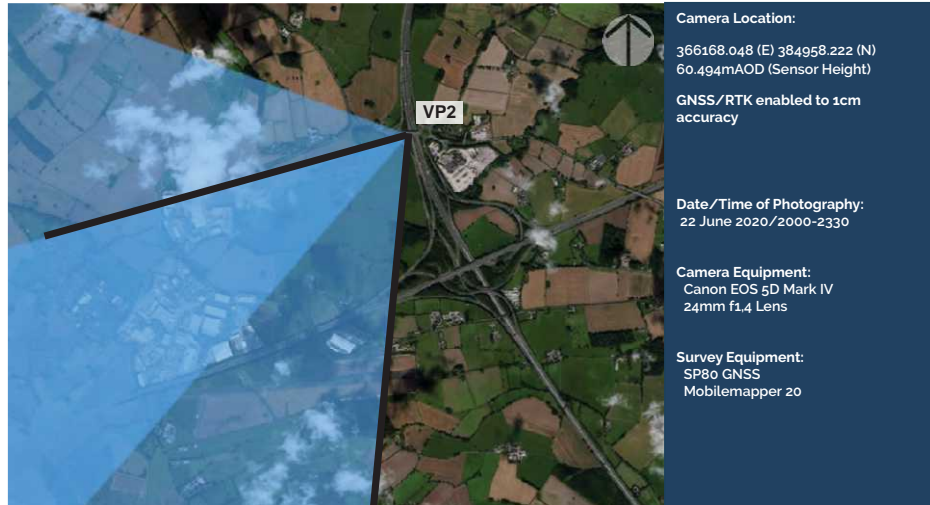 VP2
Camera Location:
366168.048 (E) 384958.222 (N)
60.494mAOD (Sensor Height)
GNSS/RTK enabled to 1cm
accuracy
Date/Time of Photography:
22 June 2020/2000-2330
Camera Equipment:
Canon EOS 5D Mark IV
24mm f1,4 Lens
Survey Equipment:
SP80 GNSS
Mobilemapper 20